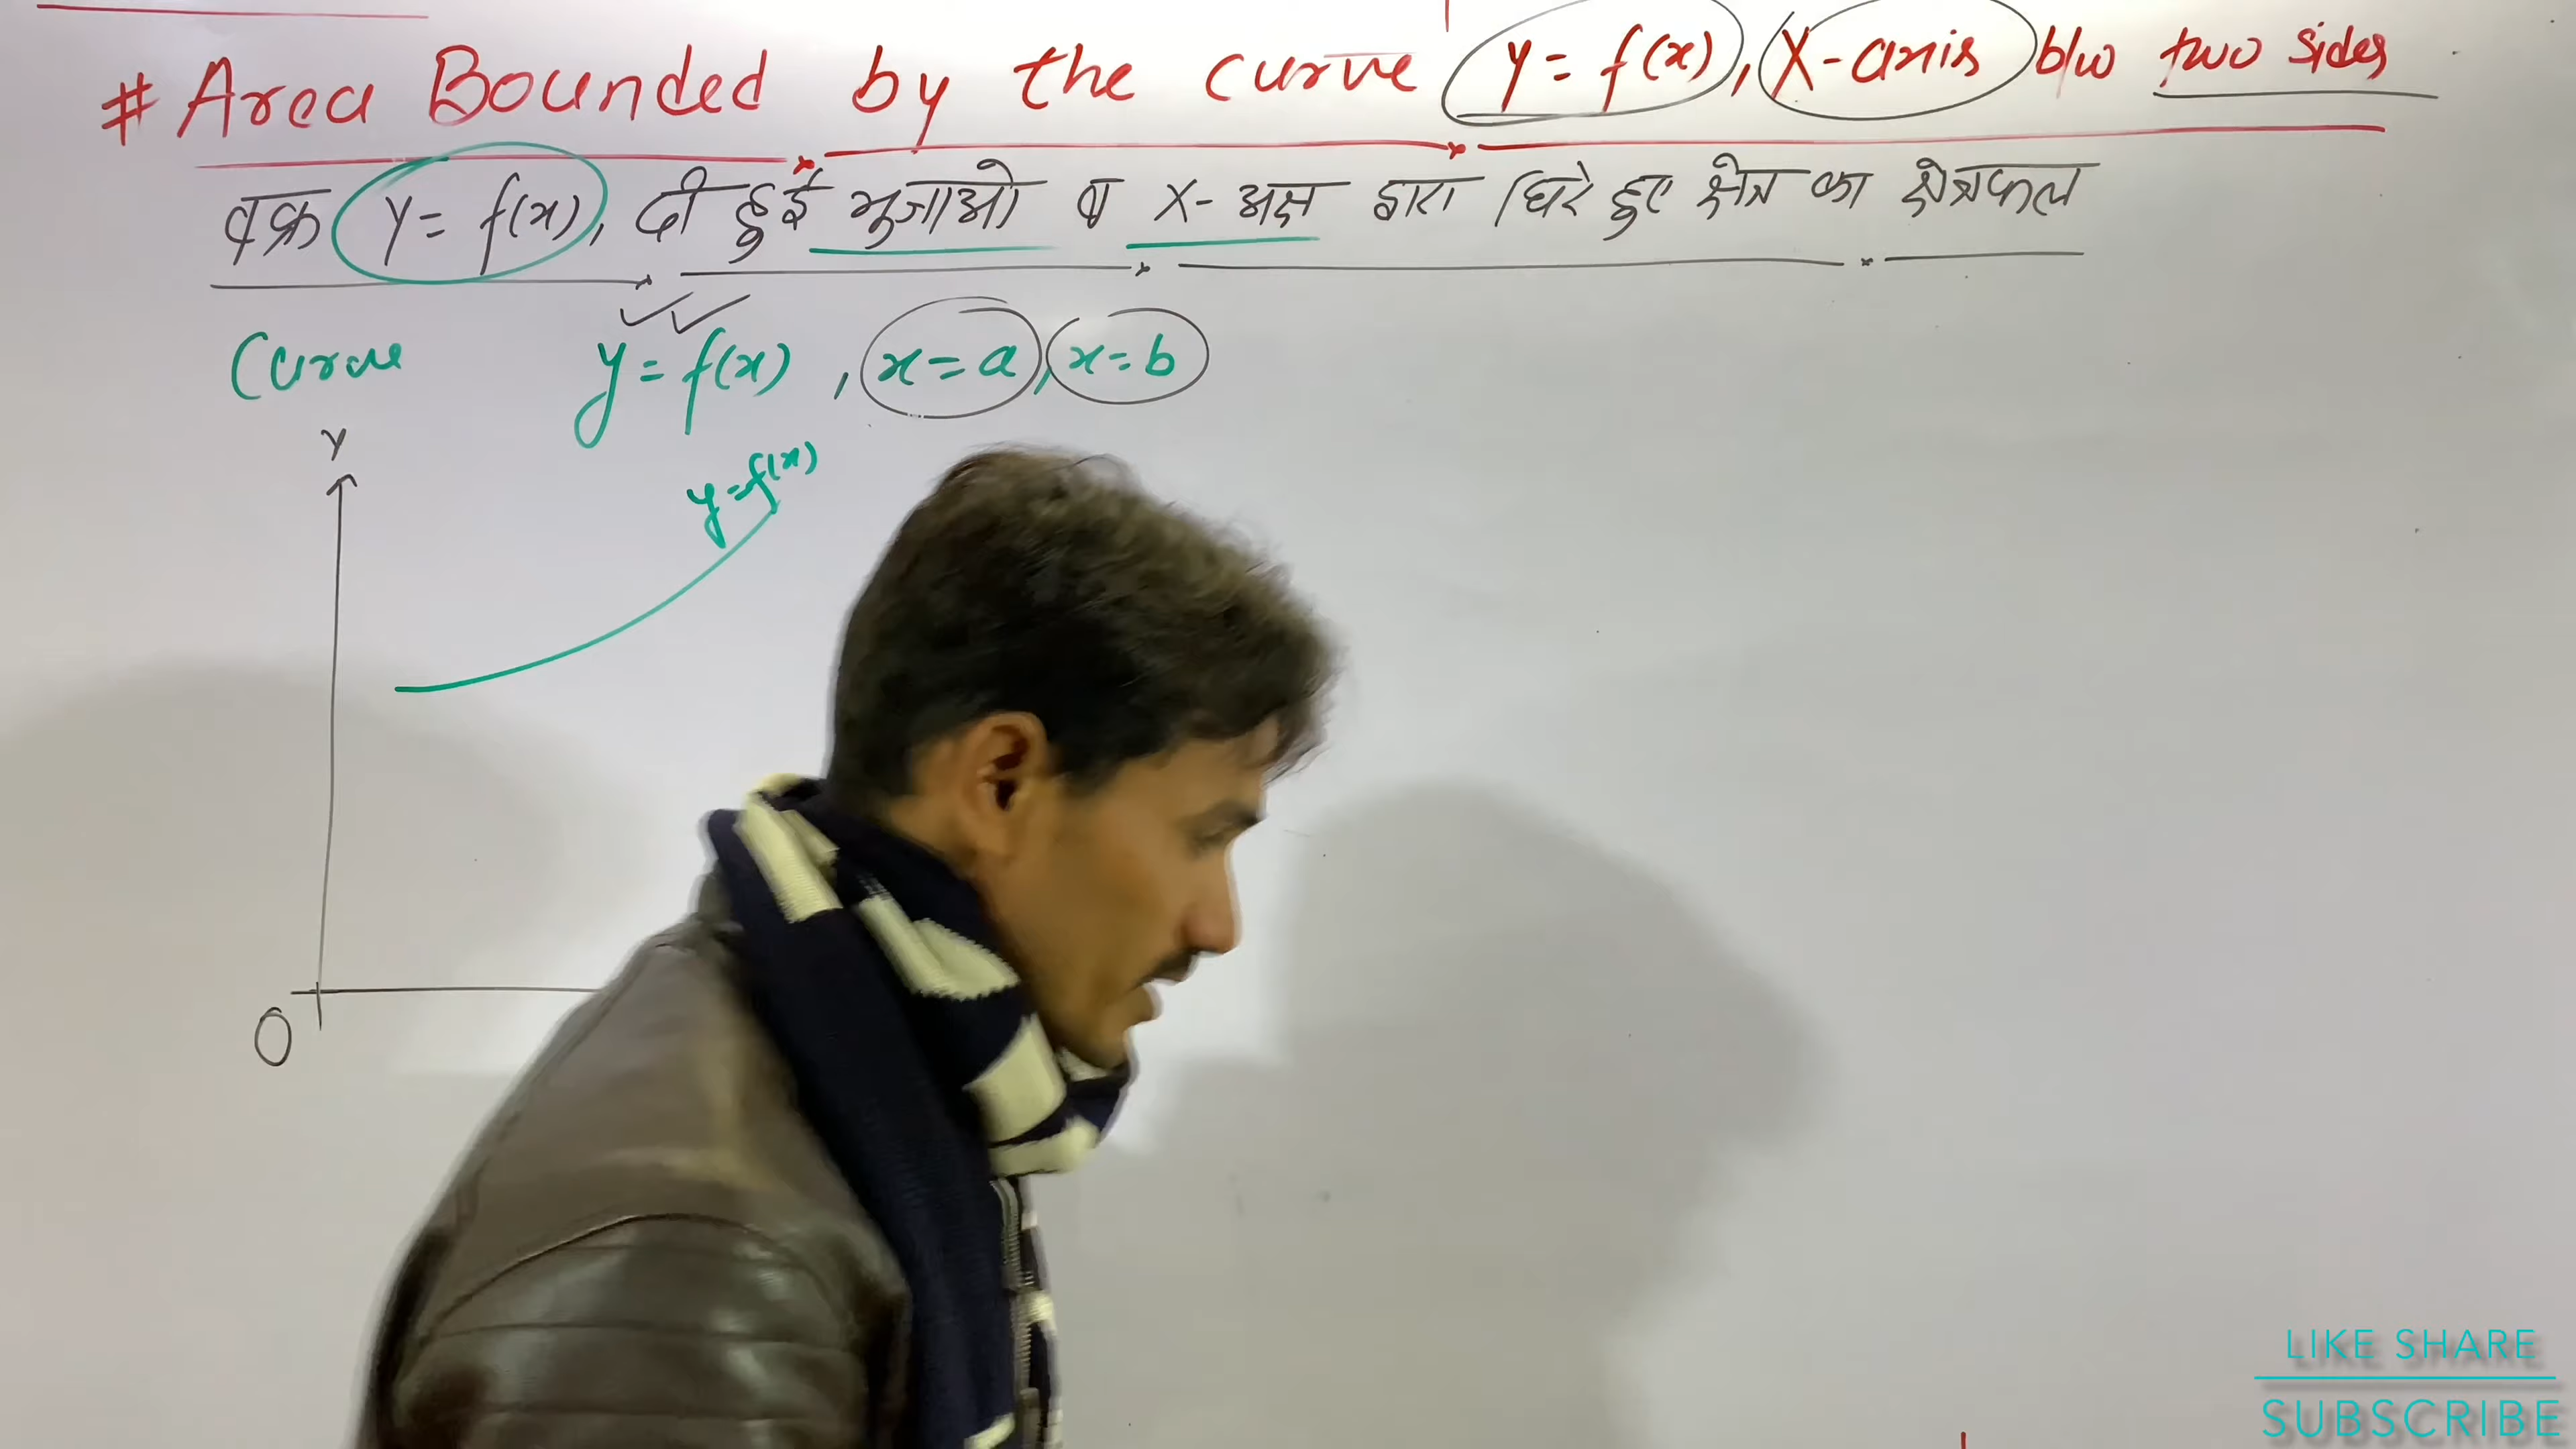 # Area Bounded by the curve y = f(x), X-axis b/w two sides
वक्र y = f(x), दी हुई भुजाओ व X-अक्ष द्वारा घिरे हुए क्षेत्र का क्षेत्रफल
Curve y = f(x), x = a, x = b
Y
y = f(x)
O
LIKE SHARE
SUBSCRIBE